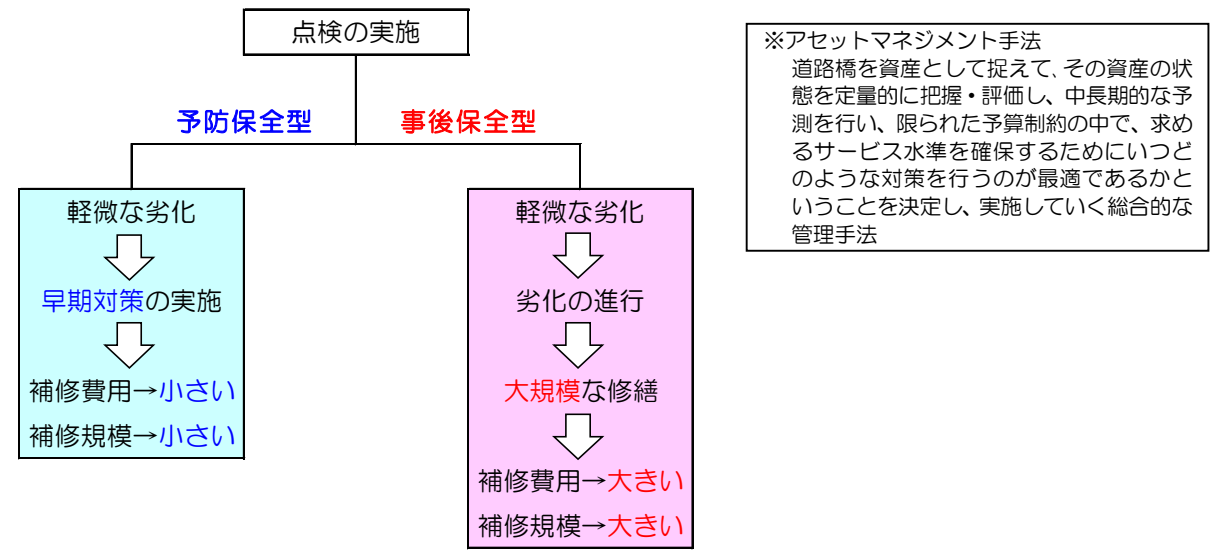 点検の実施
予防保全型
事後保全型
軽微な劣化
早期対策の実施
補修費用→小さい
補修規模→小さい
軽微な劣化
劣化の進行
大規模な修繕
補修費用→大きい
補修規模→大きい
※アセットマネジメント手法
道路橋を資産として捉えて、その資産の状
態を定量的に把握・評価し、中長期的な予
測を行い、限られた予算制約の中で、求め
るサービス水準を確保するためにいつど
のような対策を行うのが最適であるかと
いうことを決定し、実施していく総合的な
管理手法